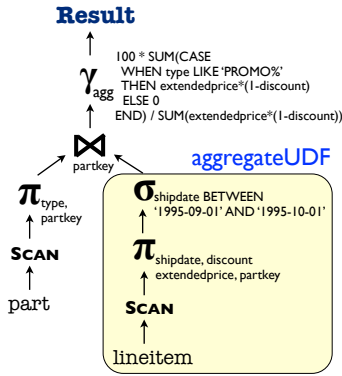 Result
γagg
100 * SUM(CASE
WHEN type LIKE ‘PROMO%’
THEN extendedprice*(1-discount)
ELSE 0
END) / SUM(extendedprice*(1-discount))
⋈
partkey
aggregateUDF
πtype,
partkey
σshipdate BETWEEN
‘1995-09-01’ AND ‘1995-10-01’
SCAN
πshipdate, discount
extendedprice, partkey
part
SCAN
lineitem